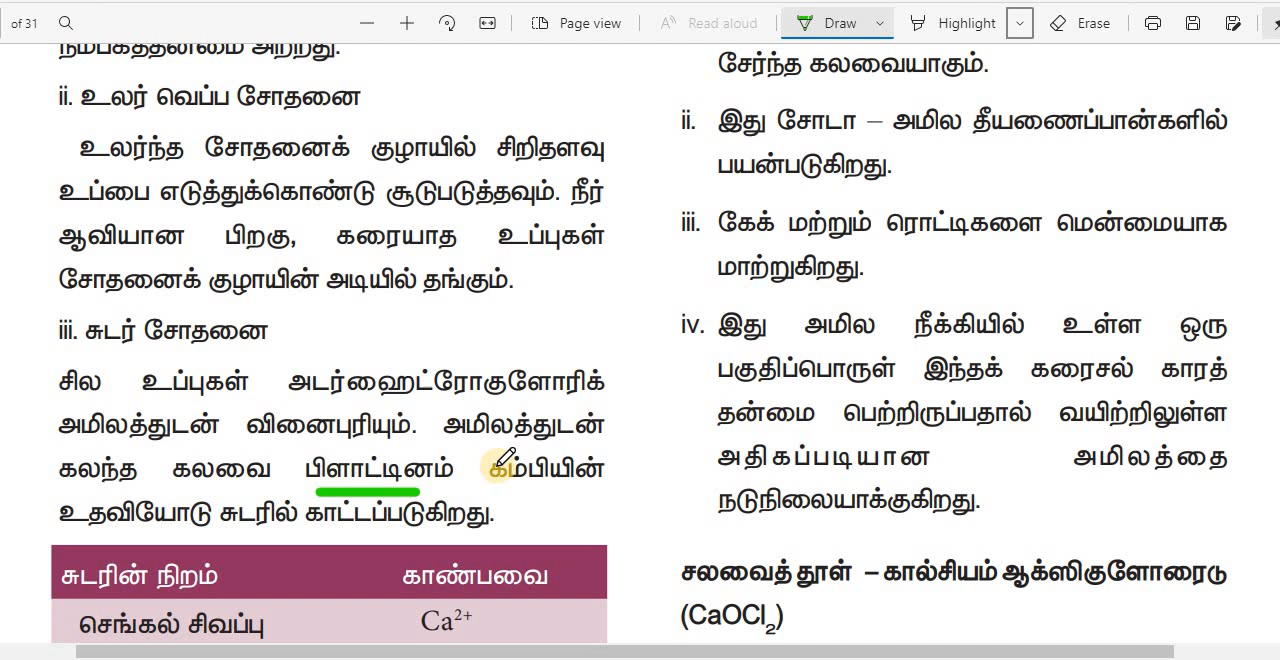 of 31
Page view
Read aloud
Draw
Highlight
Erase
நம்பகத்தன்மை அற்றது.
ii. உலர் வெப்ப சோதனை
உலர்ந்த சோதனைக் குழாயில் சிறிதளவு
உப்பை எடுத்துக்கொண்டு சூடுபடுத்தவும். நீர்
ஆவியான பிறகு, கரையாத உப்புகள்
சோதனைக் குழாயின் அடியில் தங்கும்.
iii. சுடர் சோதனை
சில உப்புகள் அடர்ஹைட்ரோகுளோரிக்
அமிலத்துடன் வினைபுரியும். அமிலத்துடன்
கலந்த கலவை பிளாட்டினம் கம்பியின்
உதவியோடு சுடரில் காட்டப்படுகிறது.
சுடரின் நிறம் காண்பவை
செங்கல் சிவப்பு Ca²⁺
சேர்ந்த கலவையாகும்.
ii. இது சோடா – அமில தீயணைப்பான்களில்
பயன்படுகிறது.
iii. கேக் மற்றும் ரொட்டிகளை மென்மையாக
மாற்றுகிறது.
iv. இது அமில நீக்கியில் உள்ள ஒரு
பகுதிப்பொருள் இந்தக் கரைசல் காரத்
தன்மை பெற்றிருப்பதால் வயிற்றிலுள்ள
அதிகப்படியான அமிலத்தை
நடுநிலையாக்குகிறது.
சலவைத் தூள் – கால்சியம் ஆக்ஸிகுளோரைடு
(CaOCl₂)